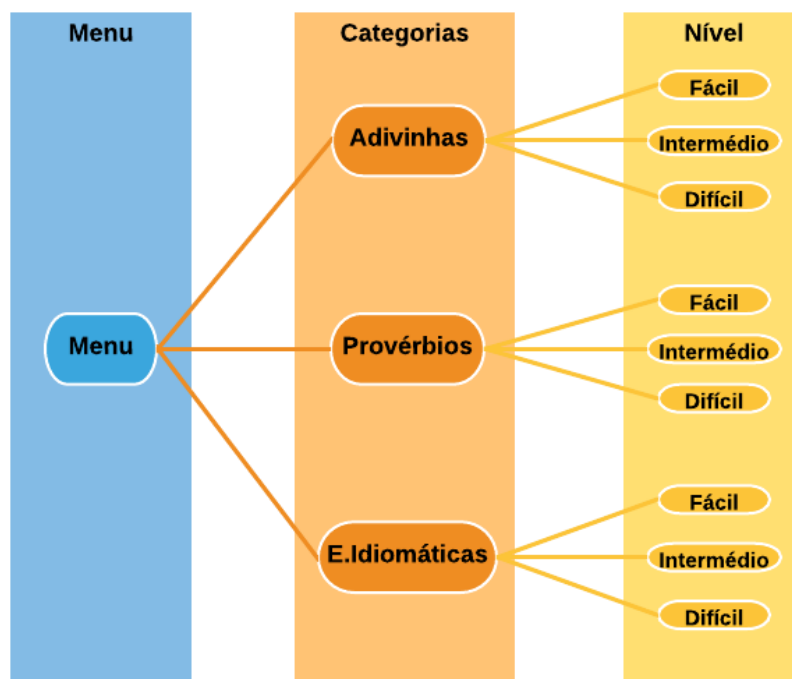 Menu
Categorias
Nível
Menu
Adivinhas
Fácil
Intermédio
Difícil
Provérbios
Fácil
Intermédio
Difícil
E.Idiomáticas
Fácil
Intermédio
Difícil